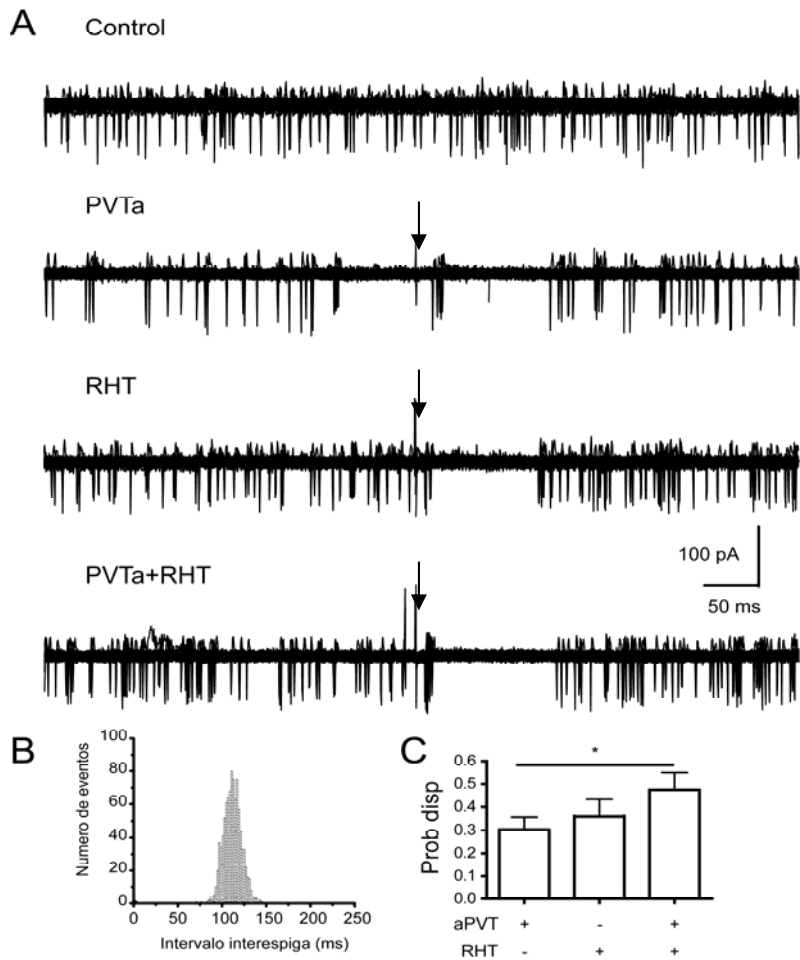 A
Control
PVTa
RHT
100 pA
50 ms
PVTa+RHT
B
100
80
60
40
20
0
Numero de eventos
0 50 100 150 200 250
Intervalo interespiga (ms)
C
*
0.6
0.5
0.4
0.3
0.2
0.1
0.0
Prob disp
aPVT + - +
RHT - + +